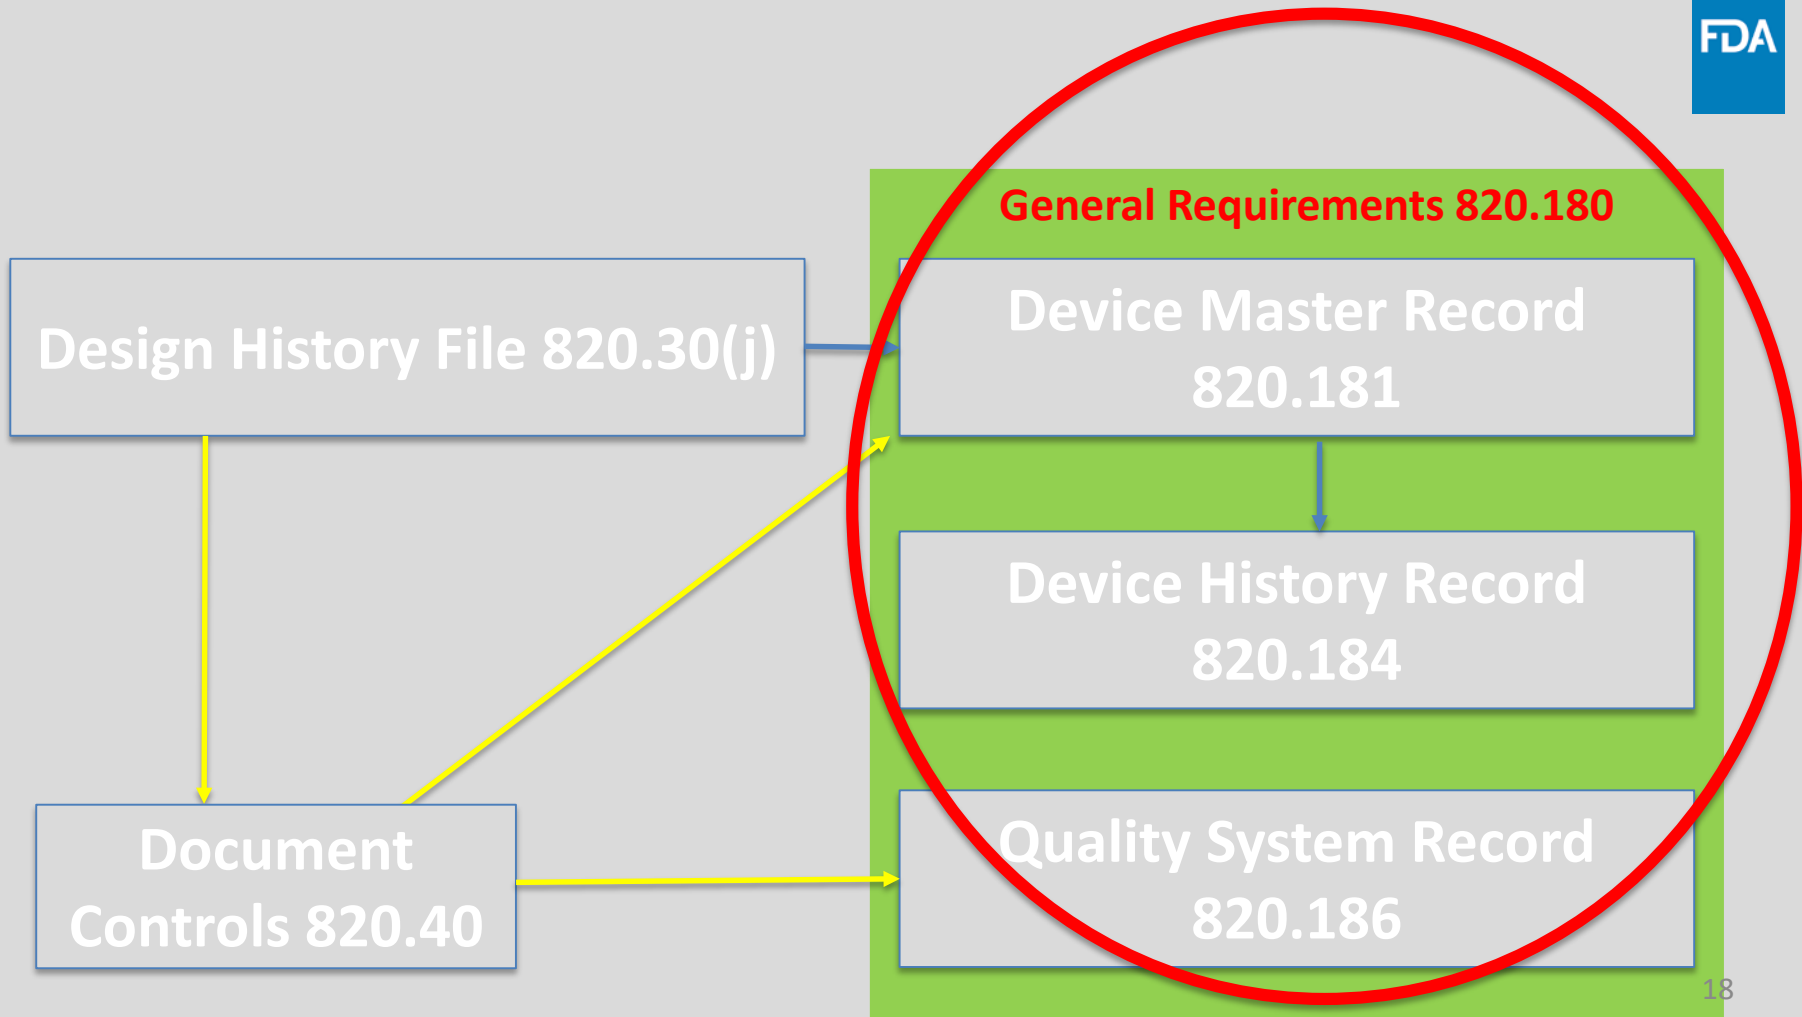 FDA
General Requirements 820.180
Design History File 820.30(j)
Device Master Record
820.181
Device History Record
820.184
Document
Controls 820.40
Quality System Record
820.186
18